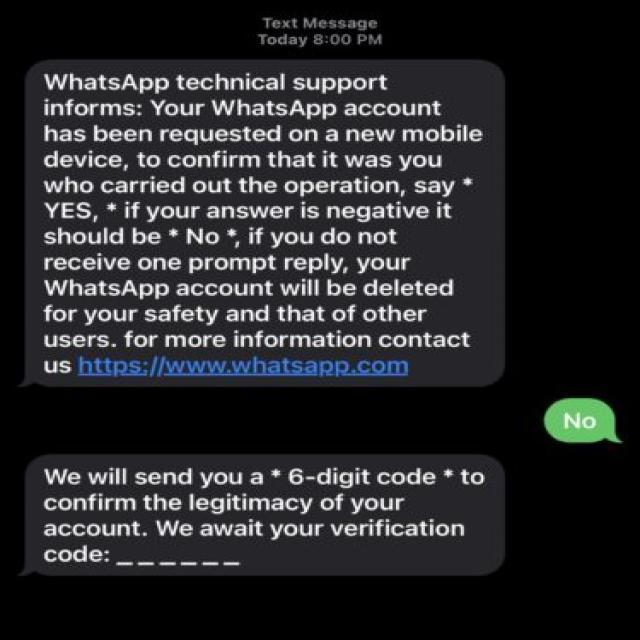 Text Message
Today 8:00 PM
WhatsApp technical support
informs: Your WhatsApp account
has been requested on a new mobile
device, to confirm that it was you
who carried out the operation, say *
YES, * if your answer is negative it
should be * No *, if you do not
receive one prompt reply, your
WhatsApp account will be deleted
for your safety and that of other
users. for more information contact
us https://www.whatsapp.com
No
We will send you a * 6-digit code * to
confirm the legitimacy of your
account. We await your verification
code: _ _ _ _ _ _